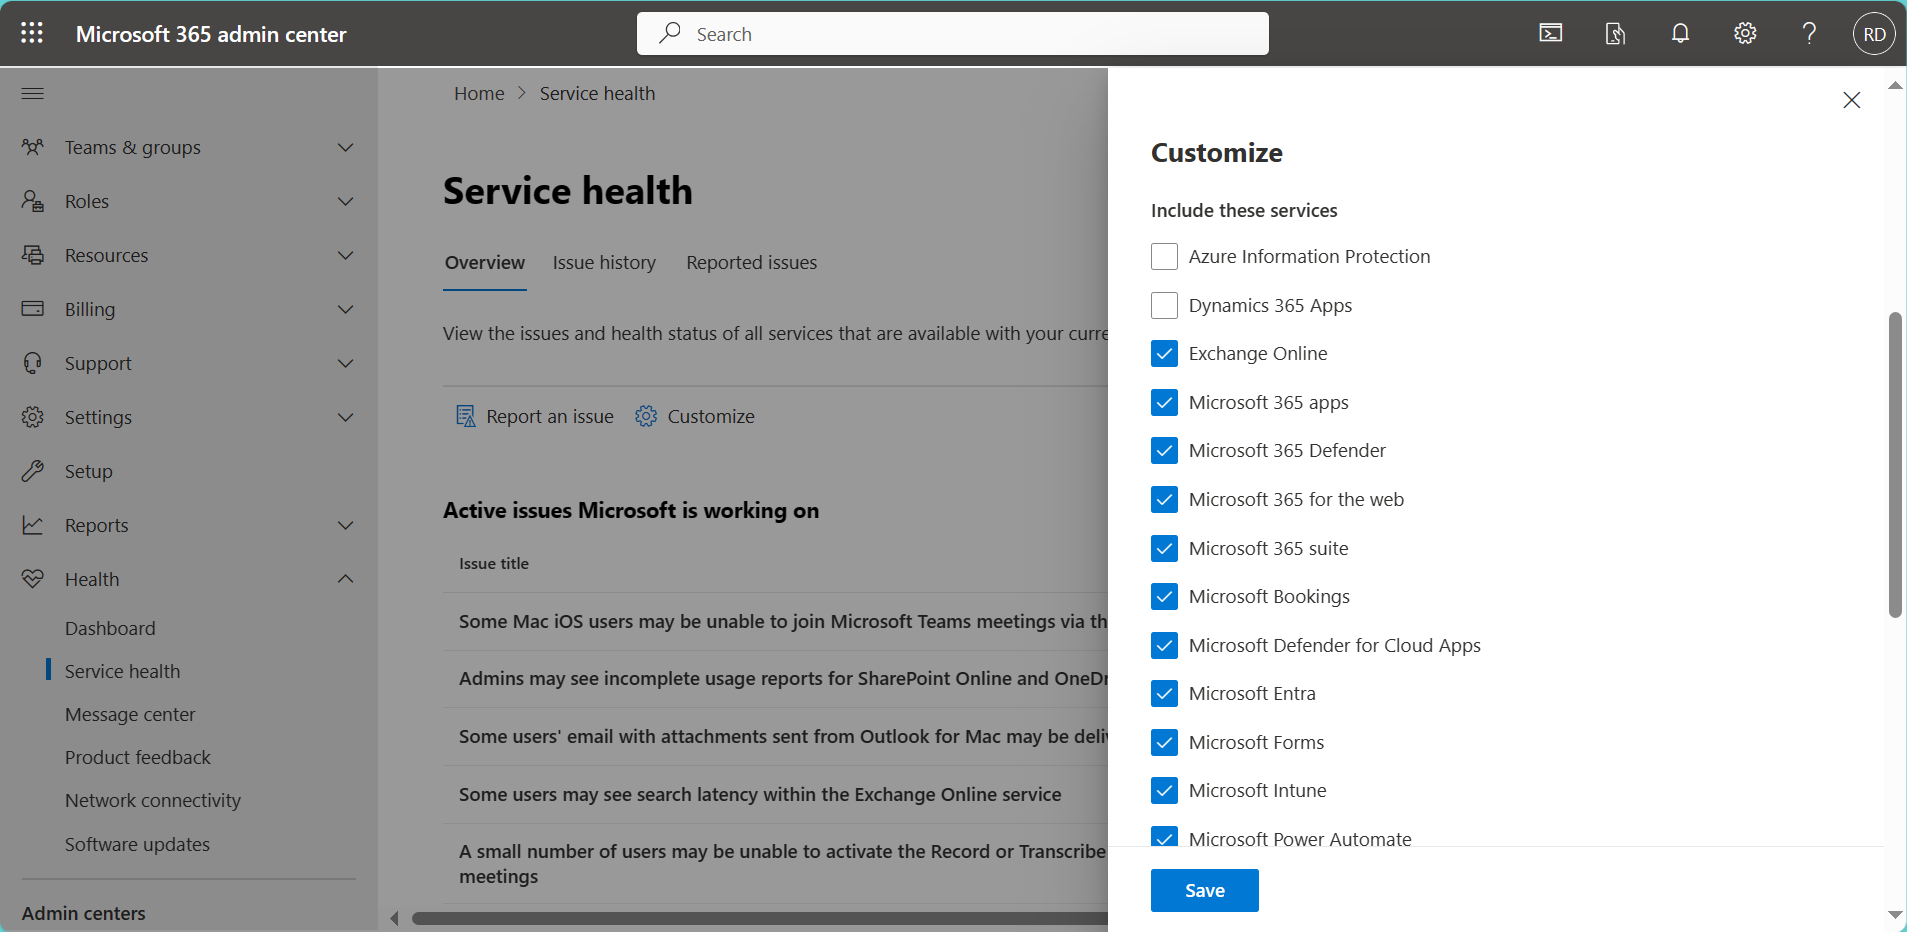 Microsoft 365 admin center
Search
RD
Teams & groups
Roles
Resources
Billing
Support
Settings
Setup
Reports
Health
Dashboard
Service health
Message center
Product feedback
Network connectivity
Software updates
Admin centers
Home > Service health
Service health
Overview Issue history Reported issues
View the issues and health status of all services that are available with your curre
Report an issue Customize
Active issues Microsoft is working on
Issue title
Some Mac iOS users may be unable to join Microsoft Teams meetings via th
Admins may see incomplete usage reports for SharePoint Online and OneDr
Some users' email with attachments sent from Outlook for Mac may be deli
Some users may see search latency within the Exchange Online service
A small number of users may be unable to activate the Record or Transcribe
meetings
Customize
Include these services
Azure Information Protection
Dynamics 365 Apps
Exchange Online
Microsoft 365 apps
Microsoft 365 Defender
Microsoft 365 for the web
Microsoft 365 suite
Microsoft Bookings
Microsoft Defender for Cloud Apps
Microsoft Entra
Microsoft Forms
Microsoft Intune
Microsoft Power Automate
Save